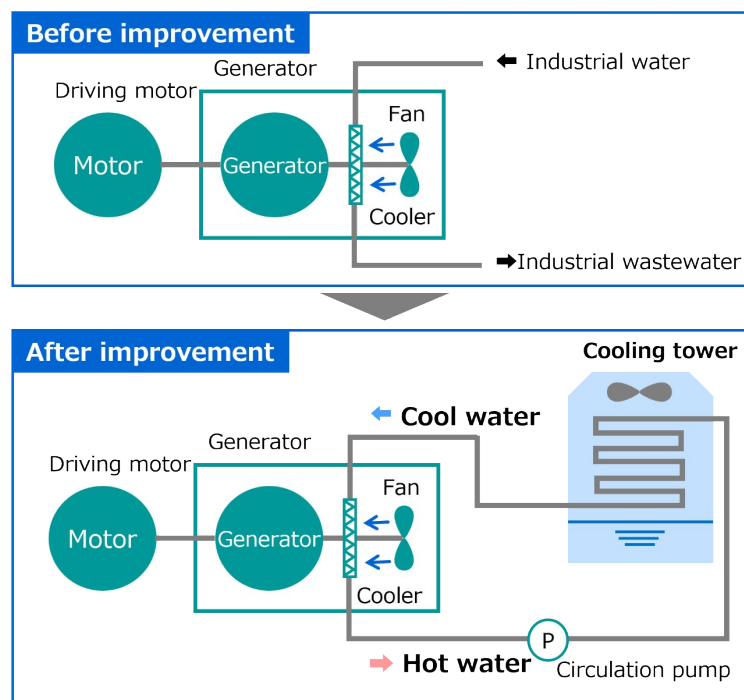 Before improvement
Generator
Industrial water
Driving motor
Fan
Motor
Generator
Cooler
Industrial wastewater
After improvement
Cooling tower
Cool water
Generator
Driving motor
Fan
Motor
Generator
Cooler
P
Hot water
Circulation pump